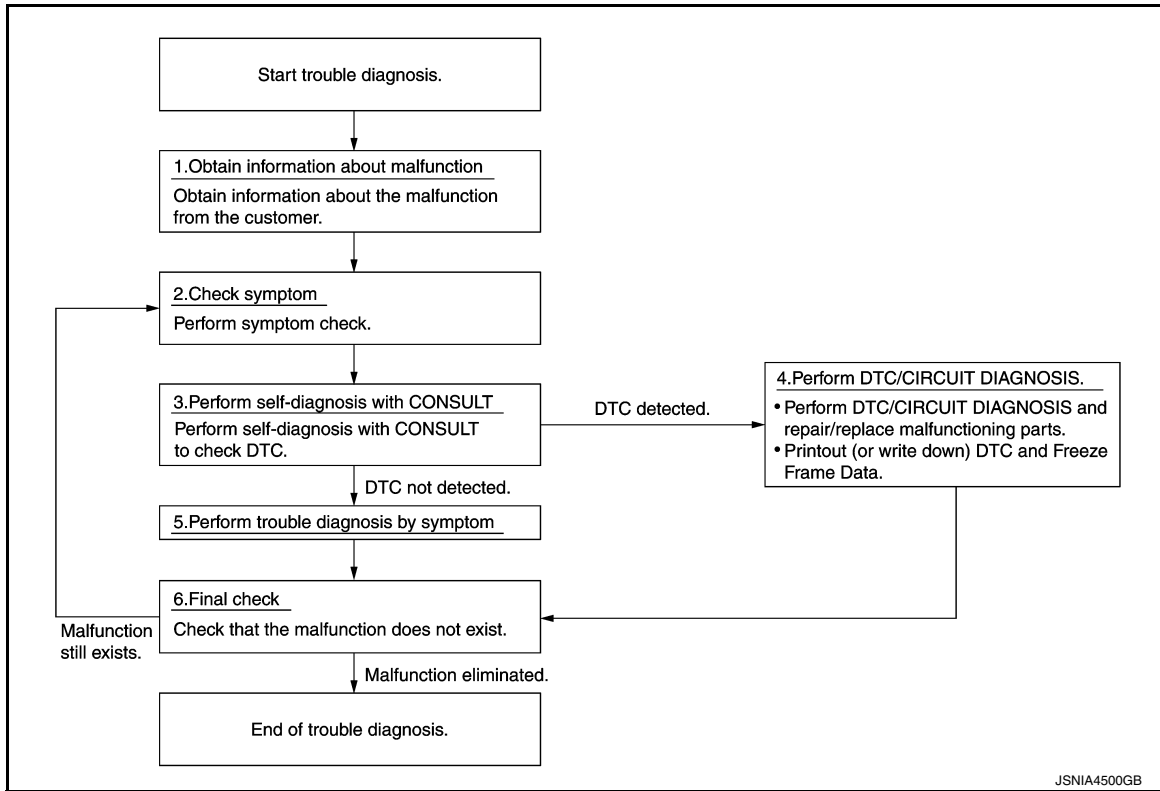 Start trouble diagnosis.
1.Obtain information about malfunction
Obtain information about the malfunction
from the customer.
2.Check symptom
Perform symptom check.
3.Perform self-diagnosis with CONSULT
Perform self-diagnosis with CONSULT
to check DTC.
DTC detected.
4.Perform DTC/CIRCUIT DIAGNOSIS.
• Perform DTC/CIRCUIT DIAGNOSIS and
repair/replace malfunctioning parts.
• Printout (or write down) DTC and Freeze
Frame Data.
DTC not detected.
5.Perform trouble diagnosis by symptom
6.Final check
Check that the malfunction does not exist.
Malfunction
still exists.
Malfunction eliminated.
End of trouble diagnosis.
JSNIA4500GB